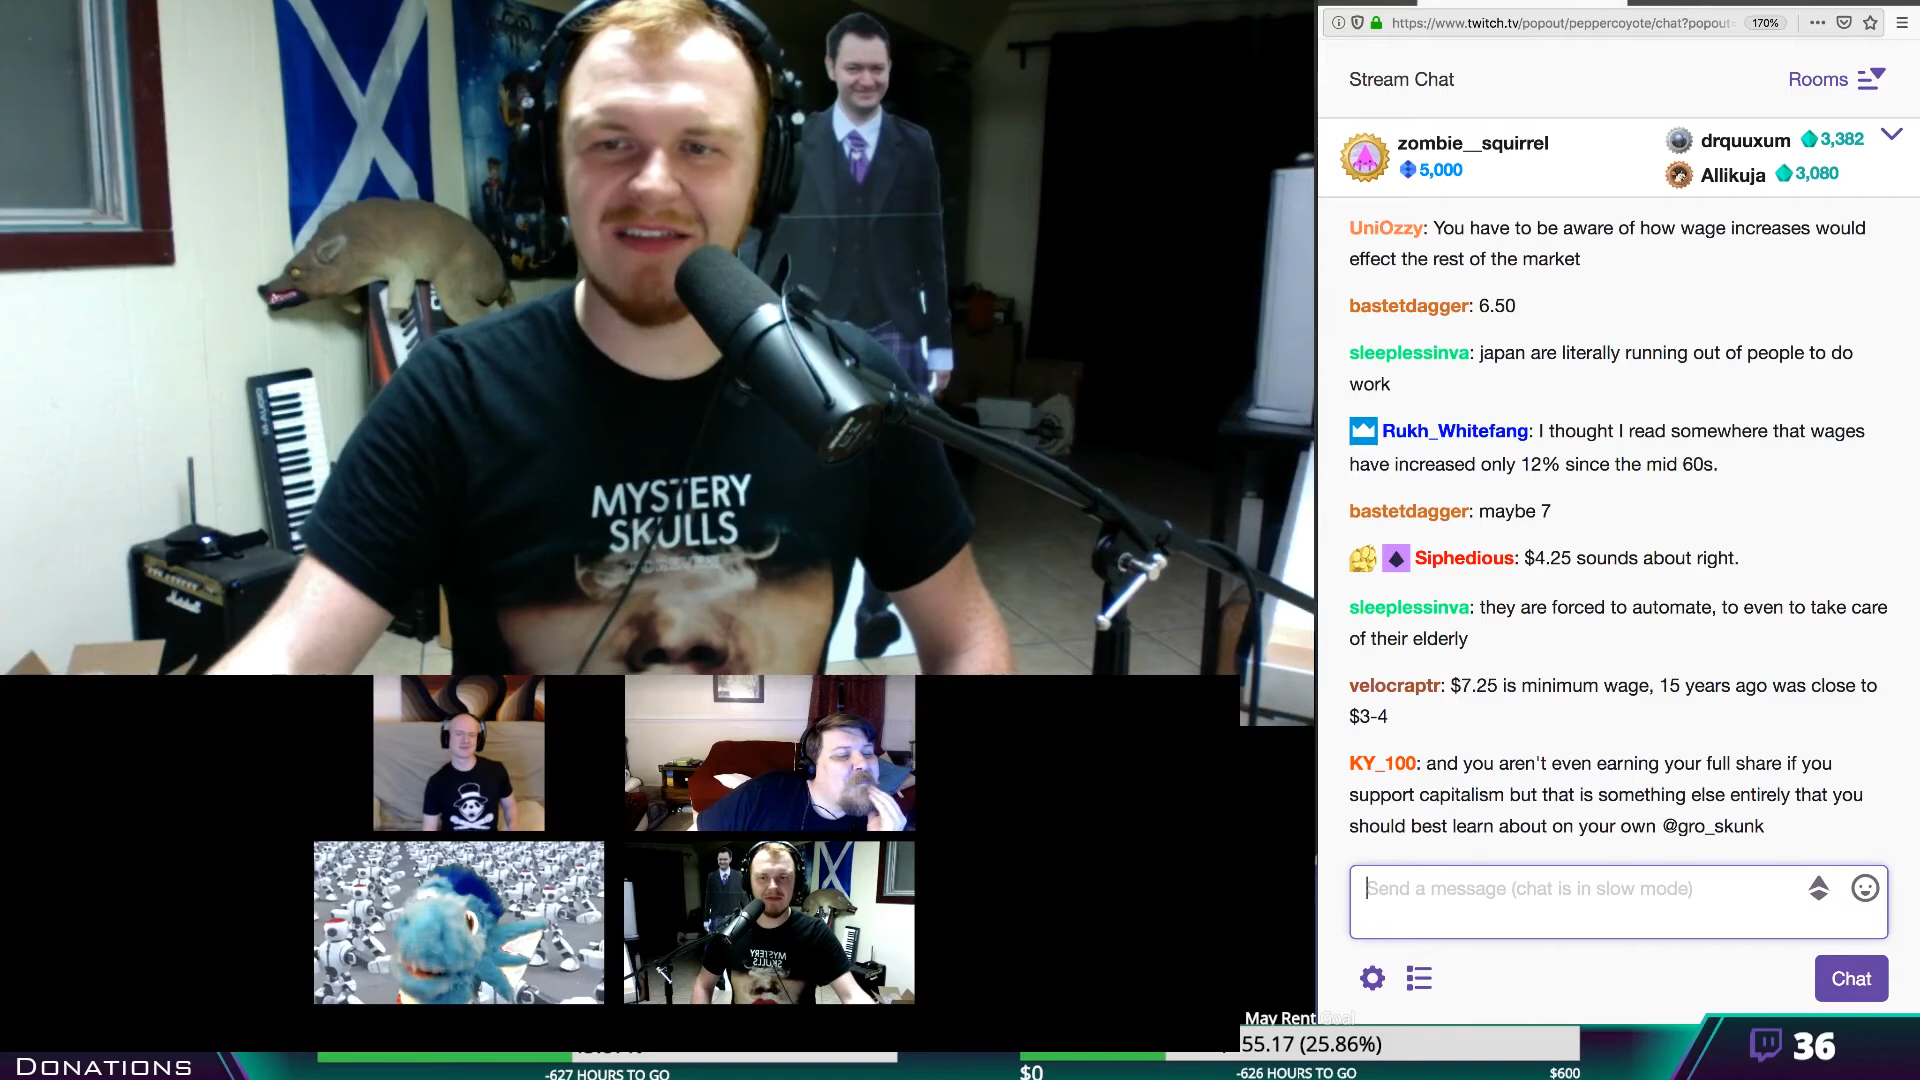 https://www.twitch.tv/popout/peppercoyote/chat?popout=
170%
Stream Chat
Rooms
zombie__squirrel
5,000
drquuxum 3,382
Allikuja 3,080
UniOzzy: You have to be aware of how wage increases would
effect the rest of the market
bastetdagger: 6.50
sleeplessinva: japan are literally running out of people to do
work
Rukh_Whitefang: I thought I read somewhere that wages
have increased only 12% since the mid 60s.
bastetdagger: maybe 7
Siphedious: $4.25 sounds about right.
sleeplessinva: they are forced to automate, to even to take care
of their elderly
velocraptr: $7.25 is minimum wage, 15 years ago was close to
$3-4
KY_100: and you aren't even earning your full share if you
support capitalism but that is something else entirely that you
should best learn about on your own @gro_skunk
Send a message (chat is in slow mode)
Chat
M-AUDIO
Marshall
MYSTERY
SKULLS
MYSTERY
SKULLS
May Rent Goal
55.17 (25.86%)
DONATIONS
-627 HOURS TO GO
$0
-626 HOURS TO GO
$600
36